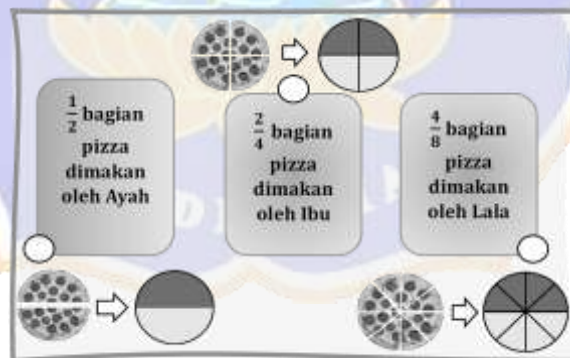 1/2 bagian
pizza
dimakan
oleh Ayah
2/4 bagian
pizza
dimakan
oleh Ibu
4/8 bagian
pizza
dimakan
oleh Lala